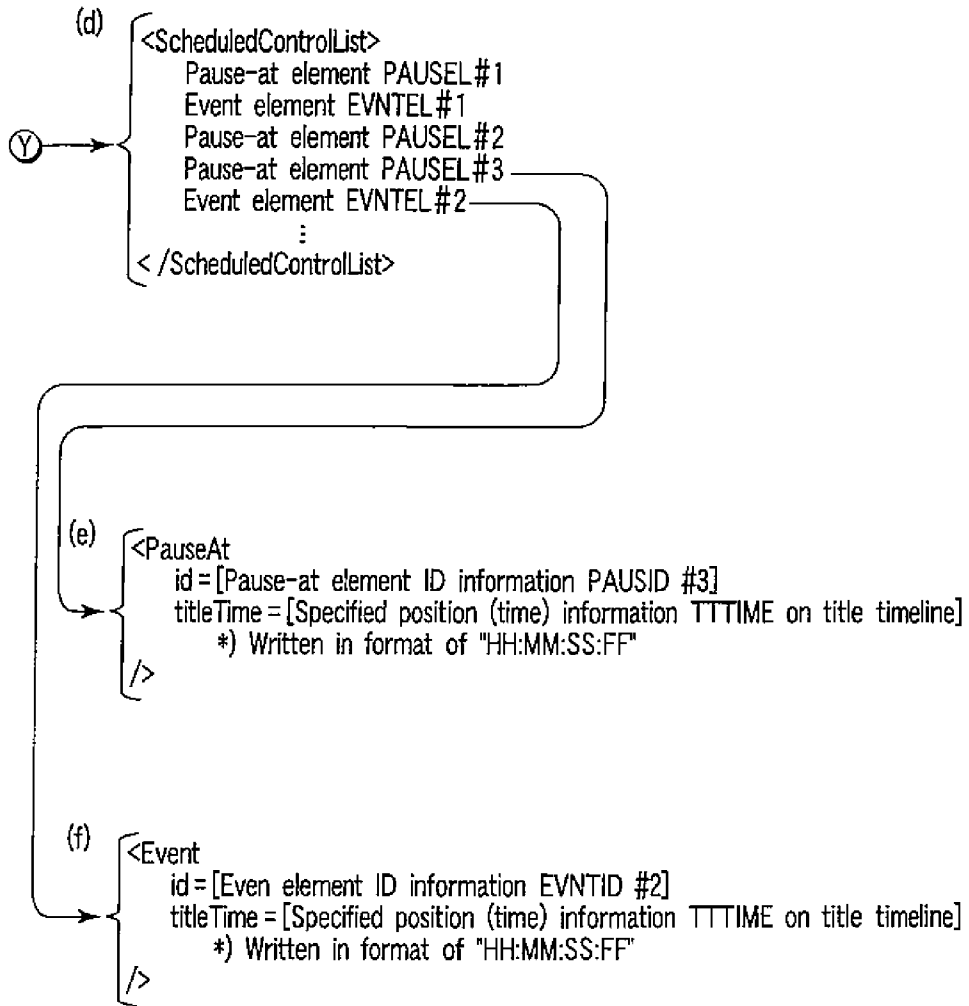 (d)
<ScheduledControlList>
Pause-at element PAUSEL#1
Event element EVNTEL#1
Pause-at element PAUSEL#2
Ⓨ
Pause-at element PAUSEL#3
Event element EVNTEL#2
⋮
</ScheduledControlList>
(e)
<PauseAt
id=[Pause-at element ID information PAUSID #3]
titleTime=[Specified position (time) information TTTIME on title timeline]
*) Written in format of "HH:MM:SS:FF"
/>
(f)
<Event
id=[Even element ID information EVNTID #2]
titleTime=[Specified position (time) information TTTIME on title timeline]
*) Written in format of "HH:MM:SS:FF"
/>